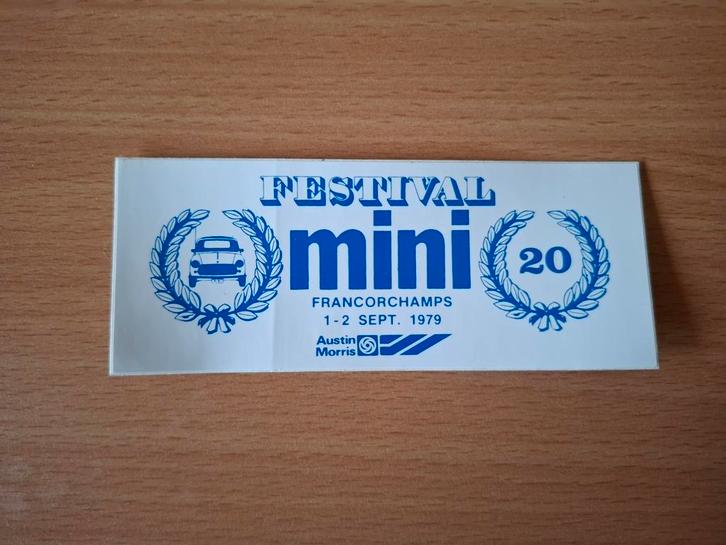 FESTIVAL
mini
20
FRANCORCHAMPS
1-2 SEPT. 1979
Austin
Morris